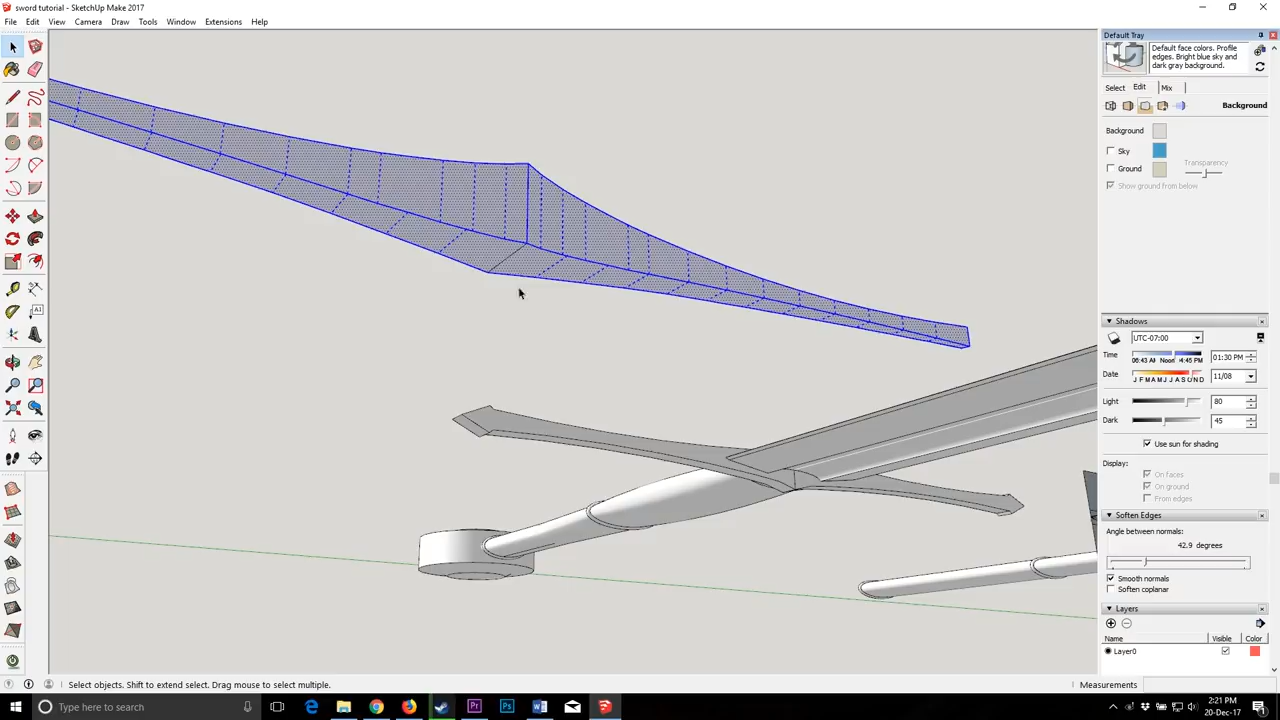 sword tutorial - SketchUp Make 2017
File Edit View Camera Draw Tools Window Extensions Help
Default Tray
Default face colors. Profile
edges. Bright blue sky and
dark gray background.
Select Edit Mix
Background
Background
Sky
Transparency
Ground
Show ground from below
Shadows
UTC-07:00
Time 06:43 AM Noon 4:45 PM 01:30 PM
Date J F M A M J J A S O N D 11/08
Light 80
Dark 45
Use sun for shading
Display:
On faces
On ground
From edges
Soften Edges
Angle between normals:
42.9 degrees
Smooth normals
Soften coplanar
Layers
Name Visible Color
Layer0
Select objects. Shift to extend select. Drag mouse to select multiple.
Measurements
Type here to search
2:21 PM
20-Dec-17